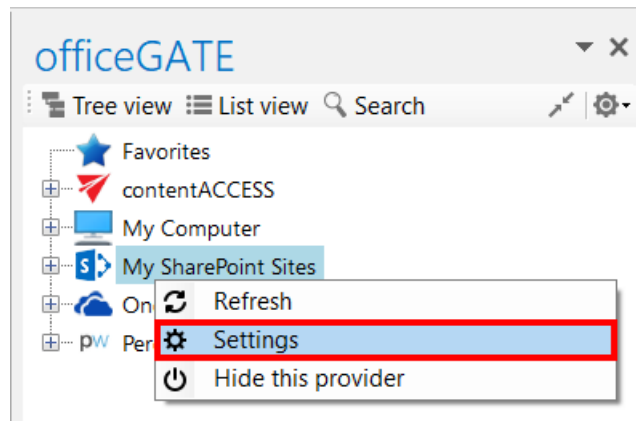 officeGATE
Tree view List view Search
Favorites
contentACCESS
My Computer
My SharePoint Sites
Refresh
Settings
Hide this provider